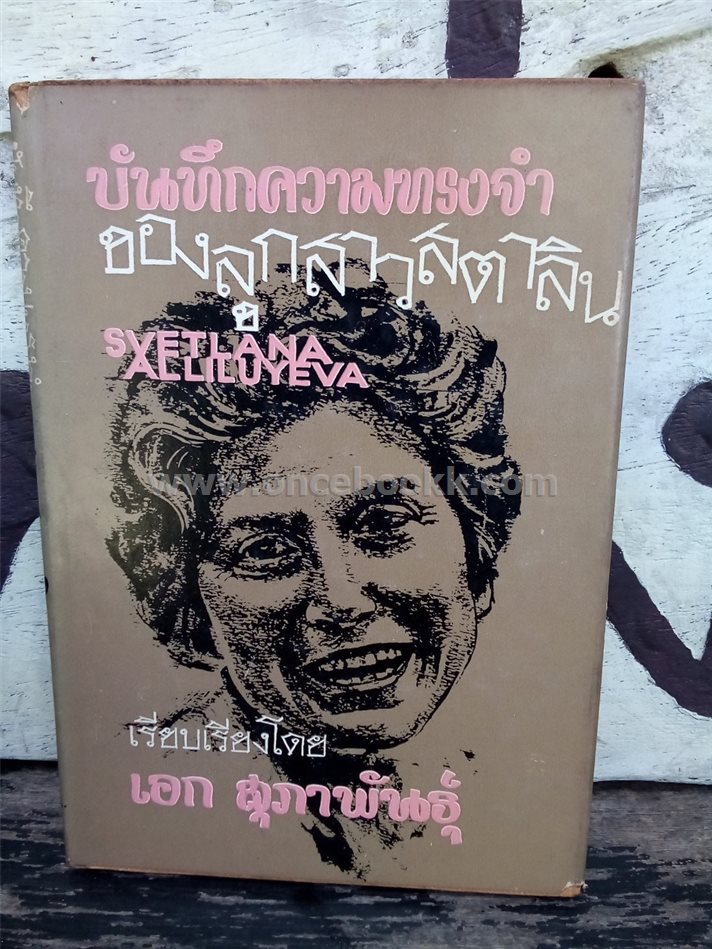 บันทึกความทรงจำ
ของลูกสาวสตาลิน
SVETLANA
ALLILUYEVA
www.oncebookk.com
เรียบเรียงโดย
เอก สุภาพันธุ์